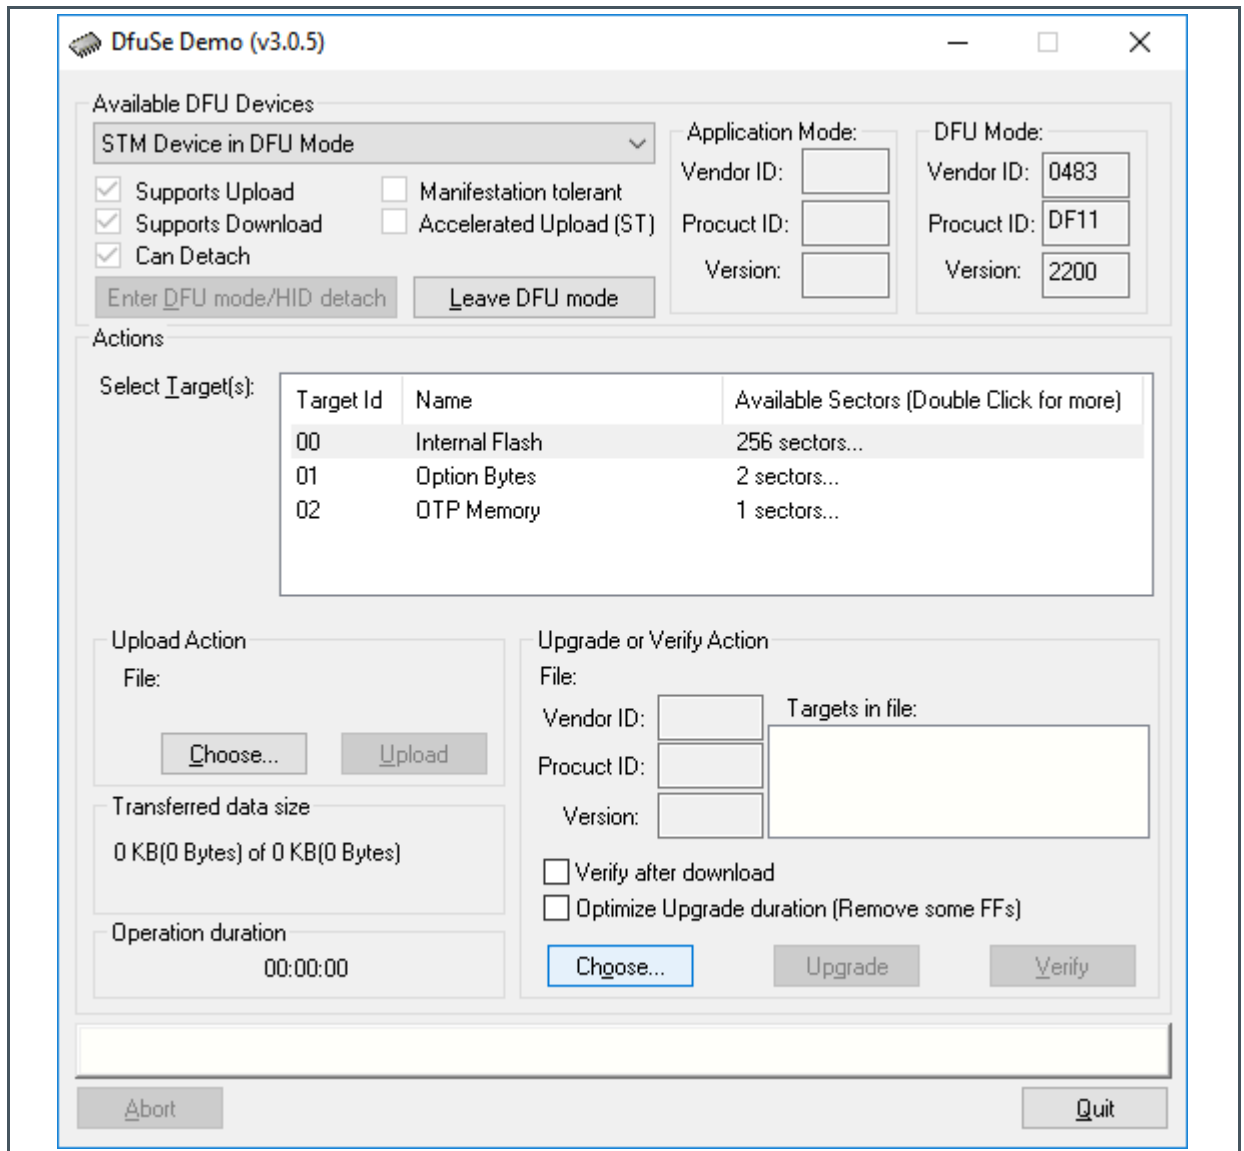 DfuSe Demo (v3.0.5)
Available DFU Devices
STM Device in DFU Mode
Supports Upload
Manifestation tolerant
Supports Download
Accelerated Upload (ST)
Can Detach
Enter DFU mode/HID detach
Leave DFU mode
Application Mode:
Vendor ID:
Procuct ID:
Version:
DFU Mode:
Vendor ID: 0483
Procuct ID: DF11
Version: 2200
Actions
Select Target(s):
Target Id Name Available Sectors (Double Click for more)
00 Internal Flash 256 sectors...
01 Option Bytes 2 sectors...
02 OTP Memory 1 sectors...
Upload Action
File:
Choose...
Upload
Transferred data size
0 KB(0 Bytes) of 0 KB(0 Bytes)
Operation duration
00:00:00
Upgrade or Verify Action
File:
Vendor ID:
Procuct ID:
Version:
Targets in file:
Verify after download
Optimize Upgrade duration (Remove some FFs)
Choose...
Upgrade
Verify
Abort
Quit